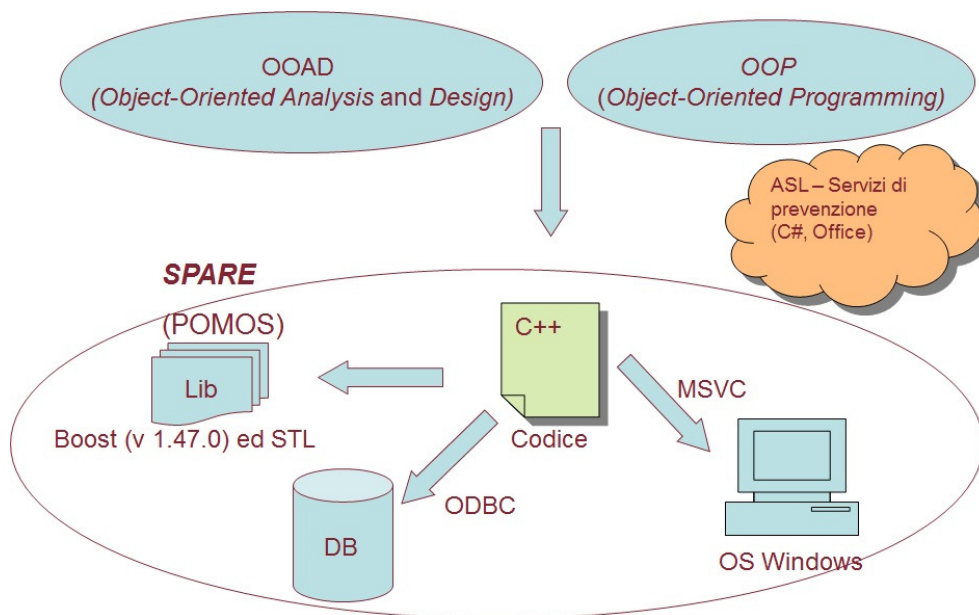 OOAD
(Object-Oriented Analysis and Design)
OOP
(Object-Oriented Programming)
ASL – Servizi di
prevenzione
(C#, Office)
SPARE
(POMOS)
Lib
Boost (v 1.47.0) ed STL
C++
Codice
MSVC
ODBC
DB
OS Windows